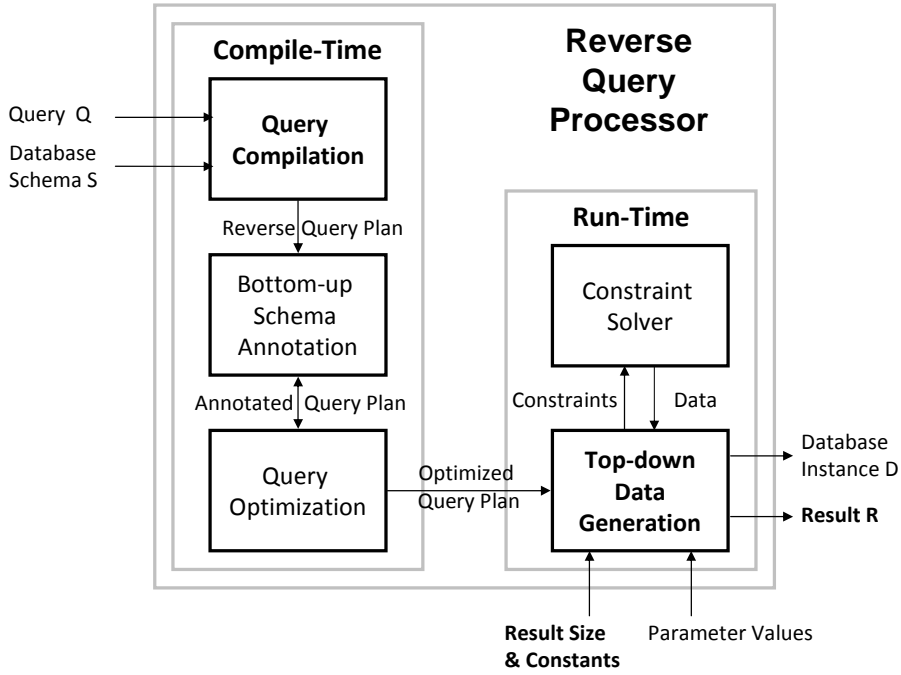 Reverse
Query
Processor
Compile-Time
Query Q
Database
Schema S
Query
Compilation
Reverse Query Plan
Bottom-up
Schema
Annotation
Annotated Query Plan
Query
Optimization
Optimized
Query Plan
Run-Time
Constraint
Solver
Constraints
Data
Top-down
Data
Generation
Database
Instance D
Result R
Result Size
& Constants
Parameter Values